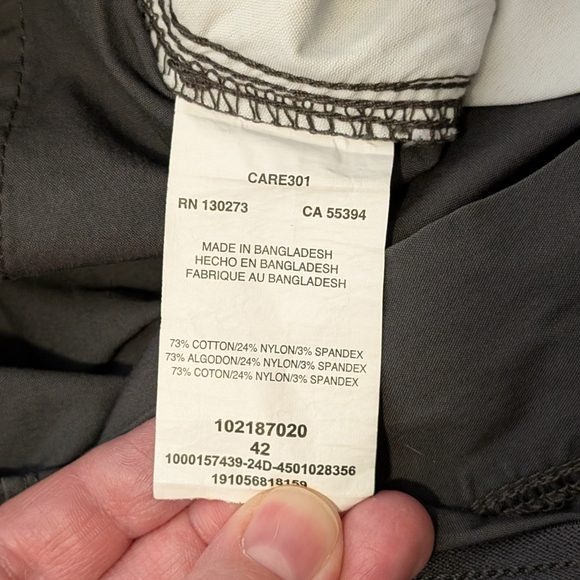 CARE301
RN 130273 CA 55394
MADE IN BANGLADESH
HECHO EN BANGLADESH
FABRIQUE AU BANGLADESH
73% COTTON/24% NYLON/3% SPANDEX
73% ALGODON/24% NYLON/3% SPANDEX
73% COTON/24% NYLON/3% SPANDEX
102187020
42
1000157439-24D-4501028356
191056818159